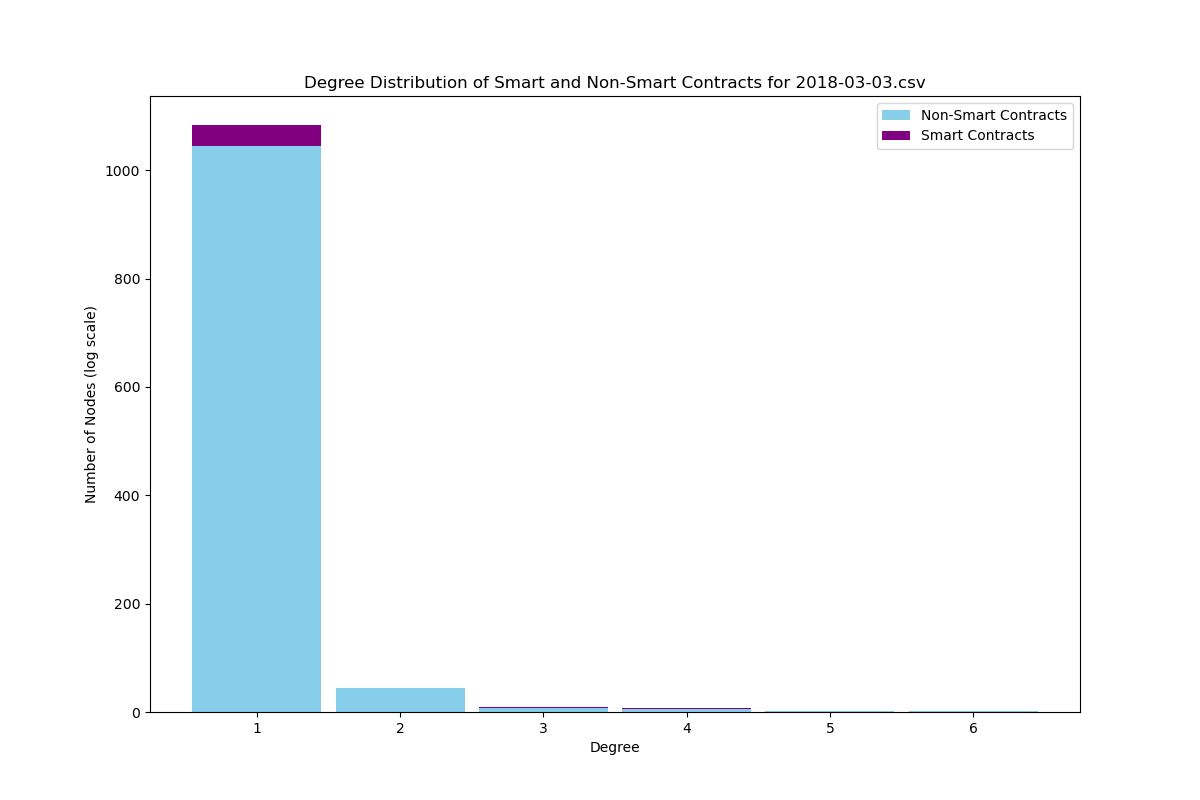 Degree Distribution of Smart and Non-Smart Contracts for 2018-03-03.csv
Non-Smart Contracts
Smart Contracts
1000
800
600
400
200
0
Number of Nodes (log scale)
1 2 3 4 5 6
Degree